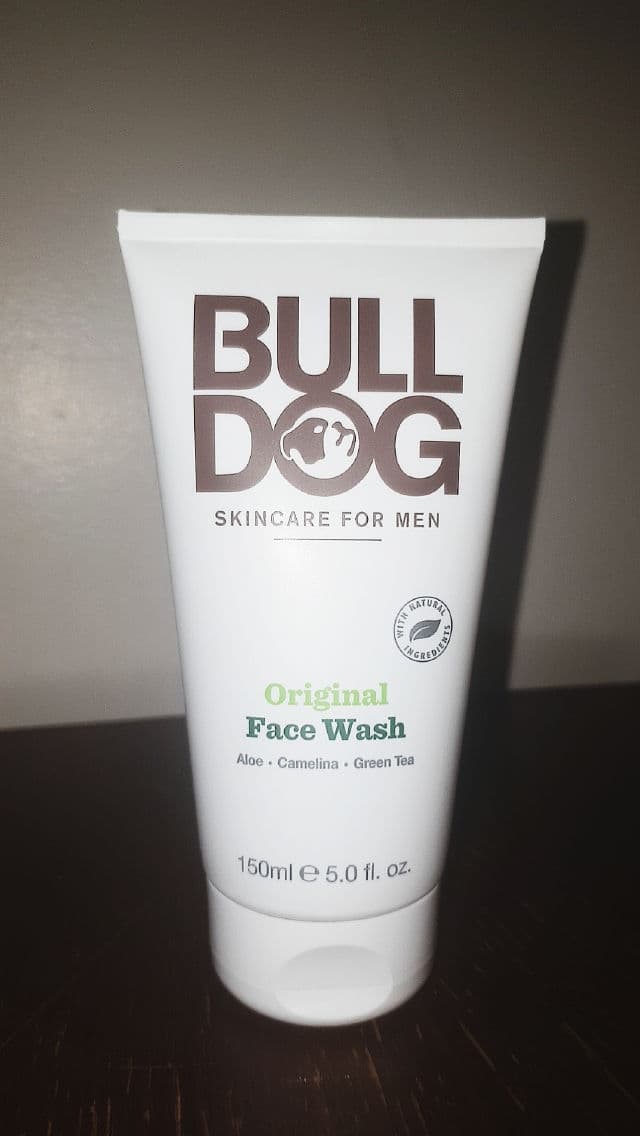 BULL
DOG
SKINCARE FOR MEN
WITH NATURAL
INGREDIENTS
Original
Face Wash
Aloe • Camelina • Green Tea
150ml ℮ 5.0 fl. oz.